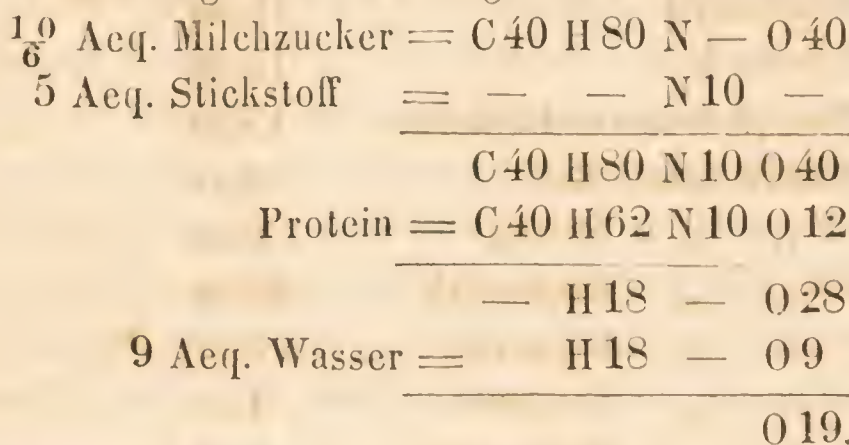 10/6 Aeq. Milchzucker = C 40 H 80 N — O 40
5 Aeq. Stickstoff = — — N 10 —
C 40 H 80 N 10 O 40
Protein = C 40 H 62 N 10 O 12
— H 18 — O 28
9 Aeq. Wasser = H 18 — O 9
O 19.